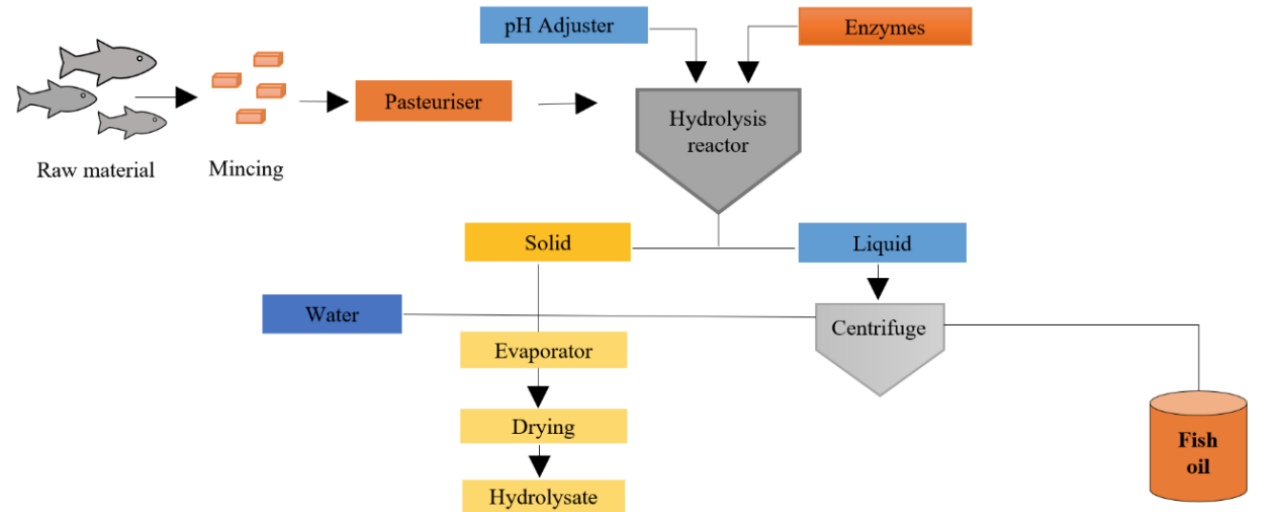 pH Adjuster
Enzymes
Pasteuriser
Hydrolysis
reactor
Raw material
Mincing
Solid
Liquid
Water
Centrifuge
Evaporator
Drying
Fish
oil
Hydrolysate